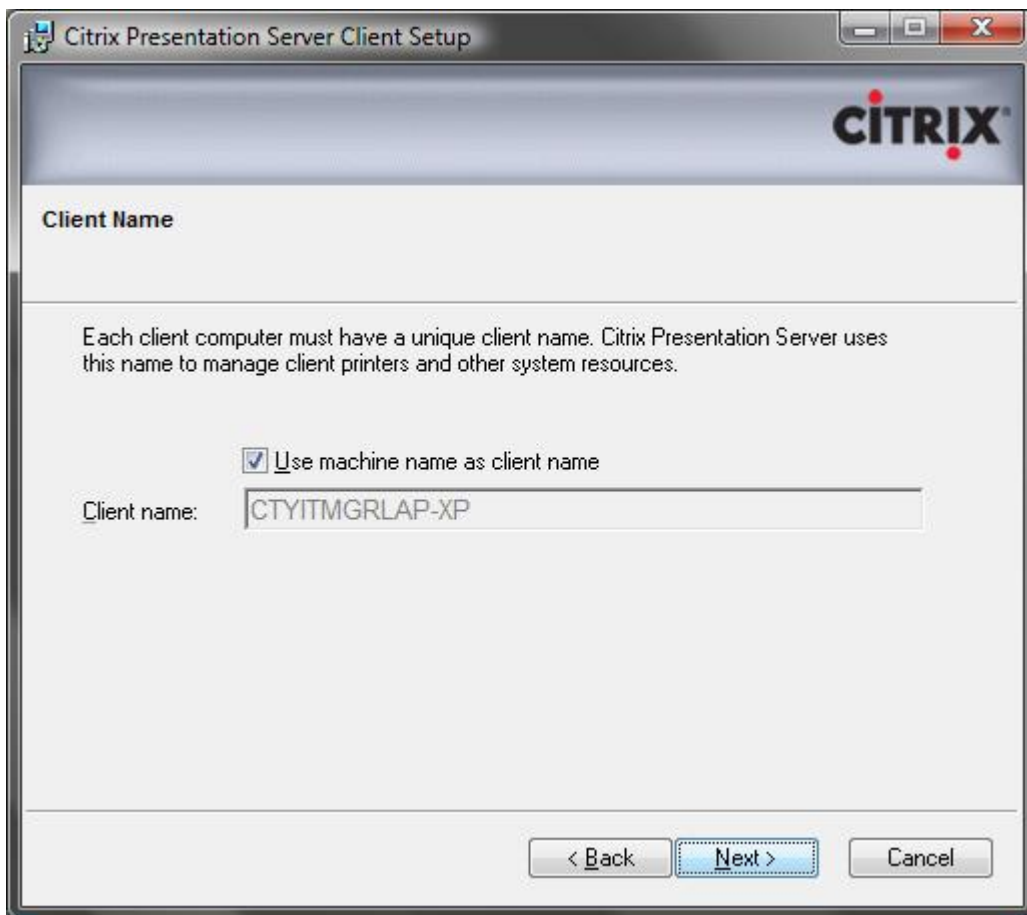 Citrix Presentation Server Client Setup
CITRIX
Client Name
Each client computer must have a unique client name. Citrix Presentation Server uses
this name to manage client printers and other system resources.
Use machine name as client name
Client name: CTYITMGRLAP-XP
< Back Next > Cancel